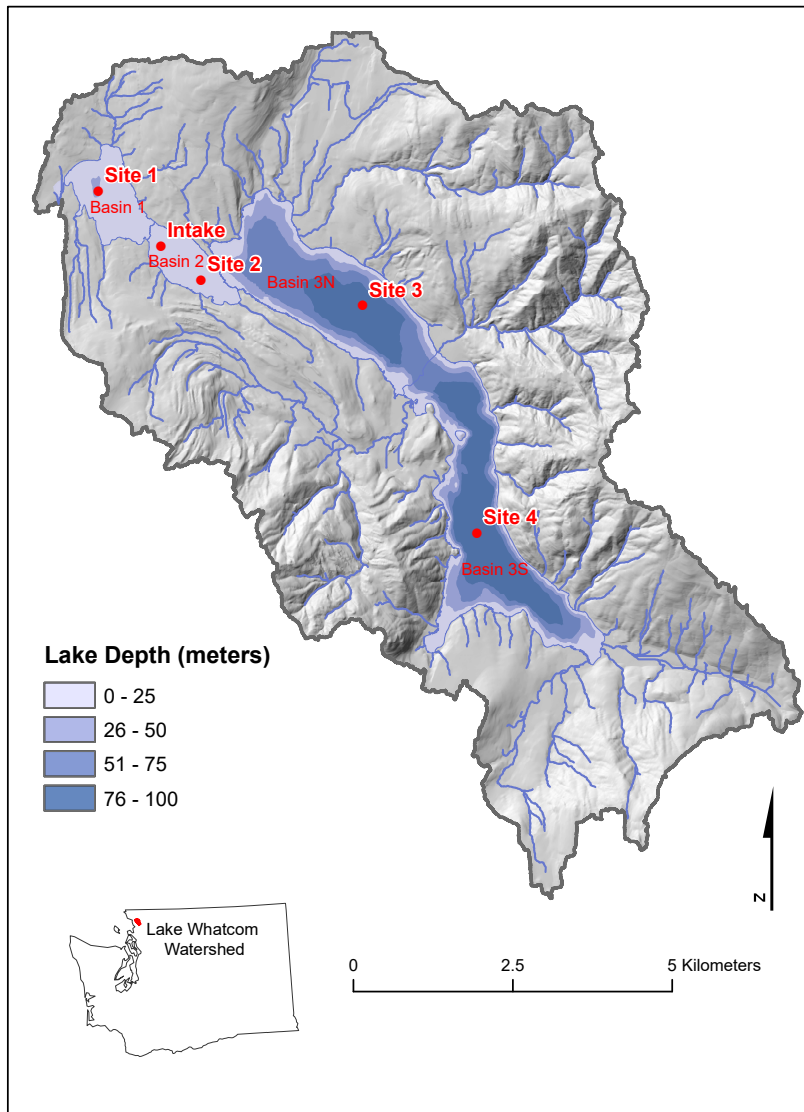 Site 1
Basin 1
Intake
Basin 2
Site 2
Basin 3N
Site 3
Site 4
Basin 3S
Lake Depth (meters)
0 - 25
26 - 50
51 - 75
76 - 100
N
Lake Whatcom
Watershed
0 2.5 5 Kilometers